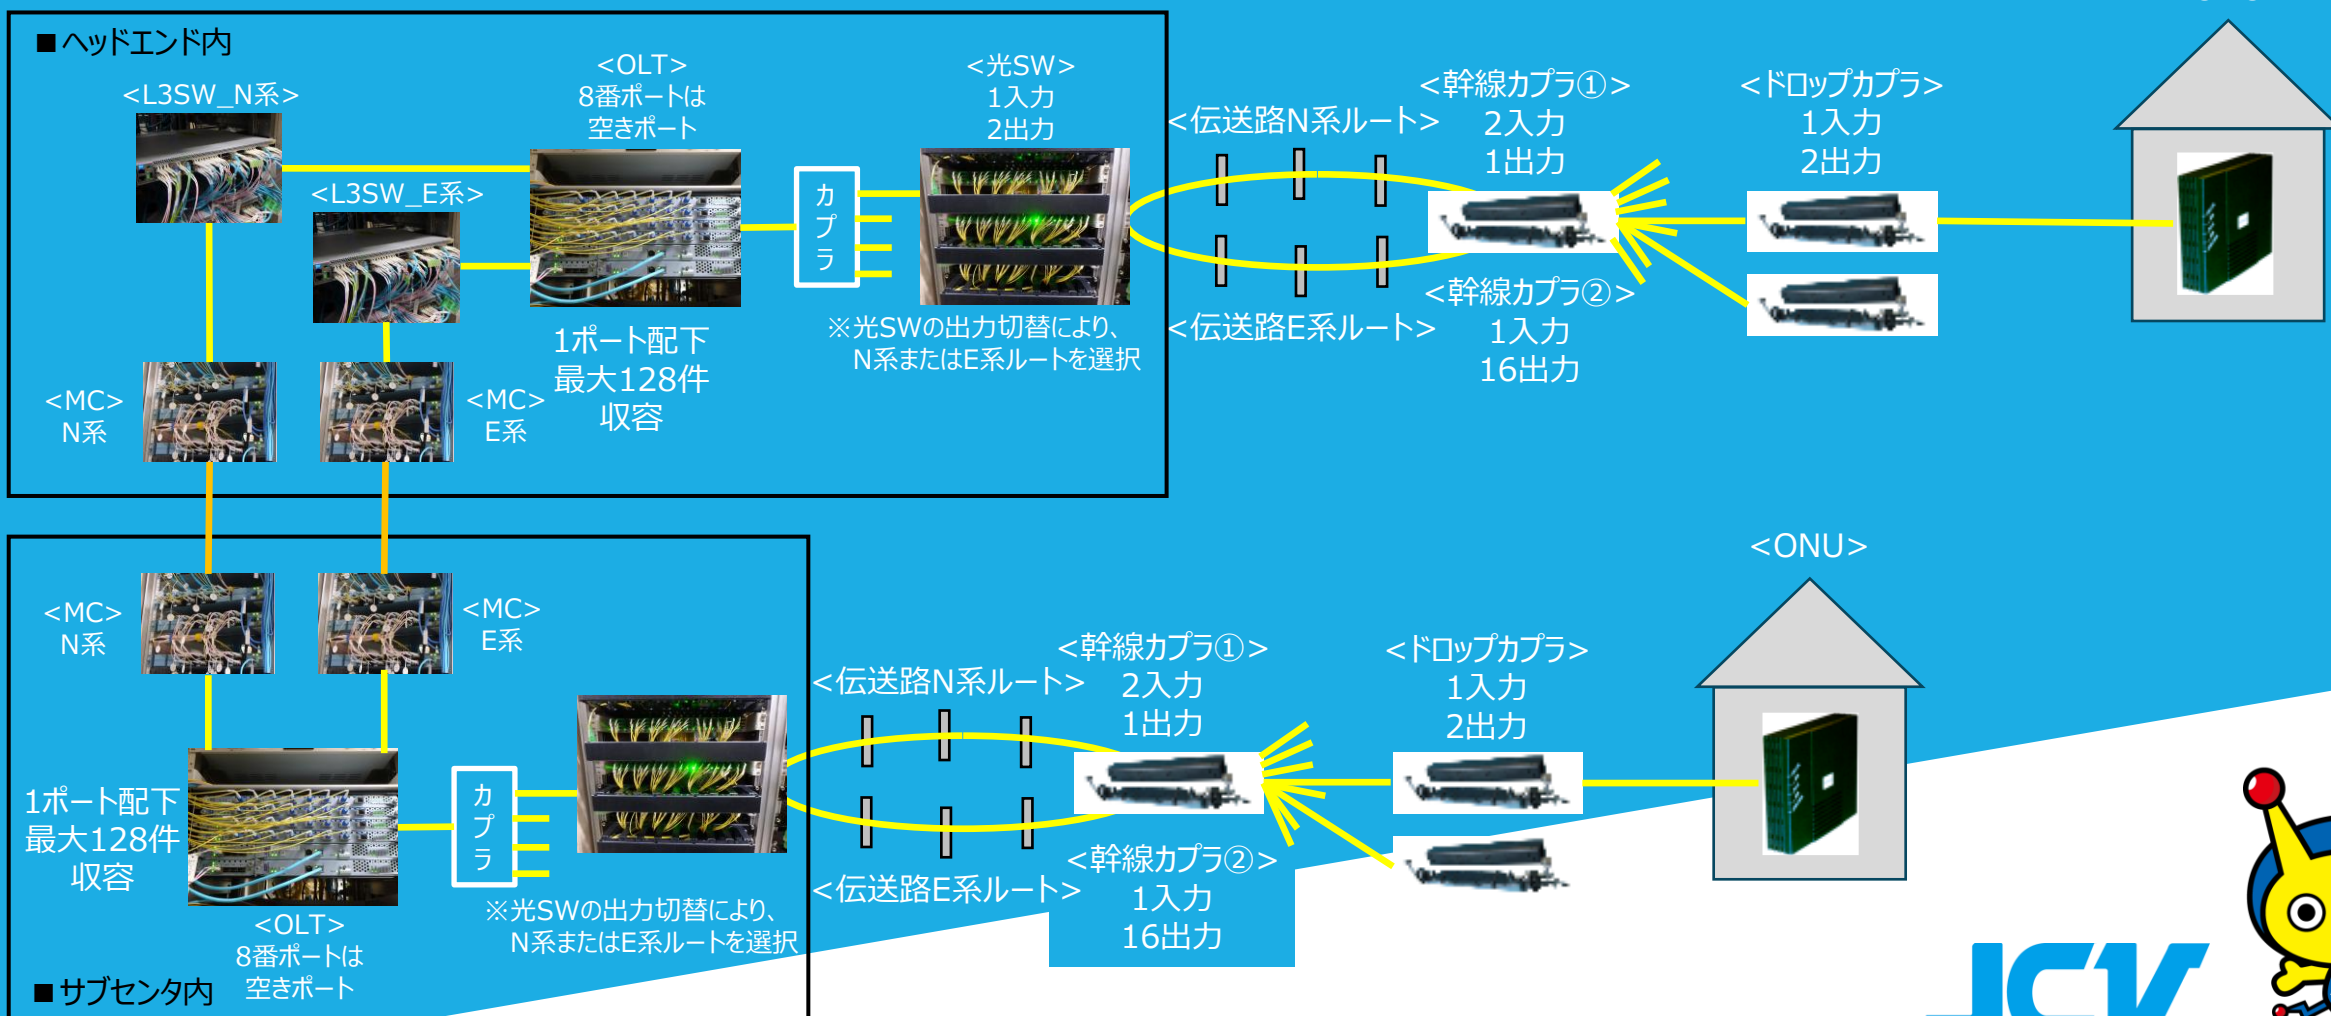 ■ヘッドエンド内
<L3SW_N系>
<L3SW_E系>
<OLT>
8番ポートは
空きポート
1ポート配下
最大128件
収容
カプラ
<光SW>
1入力
2出力
※光SWの出力切替により、
N系またはE系ルートを選択
<MC>
N系
<MC>
E系
<伝送路N系ルート>
<伝送路E系ルート>
<幹線カプラ①>
2入力
1出力
<幹線カプラ②>
1入力
16出力
<ドロップカプラ>
1入力
2出力
<MC>
N系
<MC>
E系
1ポート配下
最大128件
収容
<OLT>
8番ポートは
空きポート
■サブセンタ内
カプラ
※光SWの出力切替により、
N系またはE系ルートを選択
<伝送路N系ルート>
<伝送路E系ルート>
<幹線カプラ①>
2入力
1出力
<幹線カプラ②>
1入力
16出力
<ドロップカプラ>
1入力
2出力
<ONU>